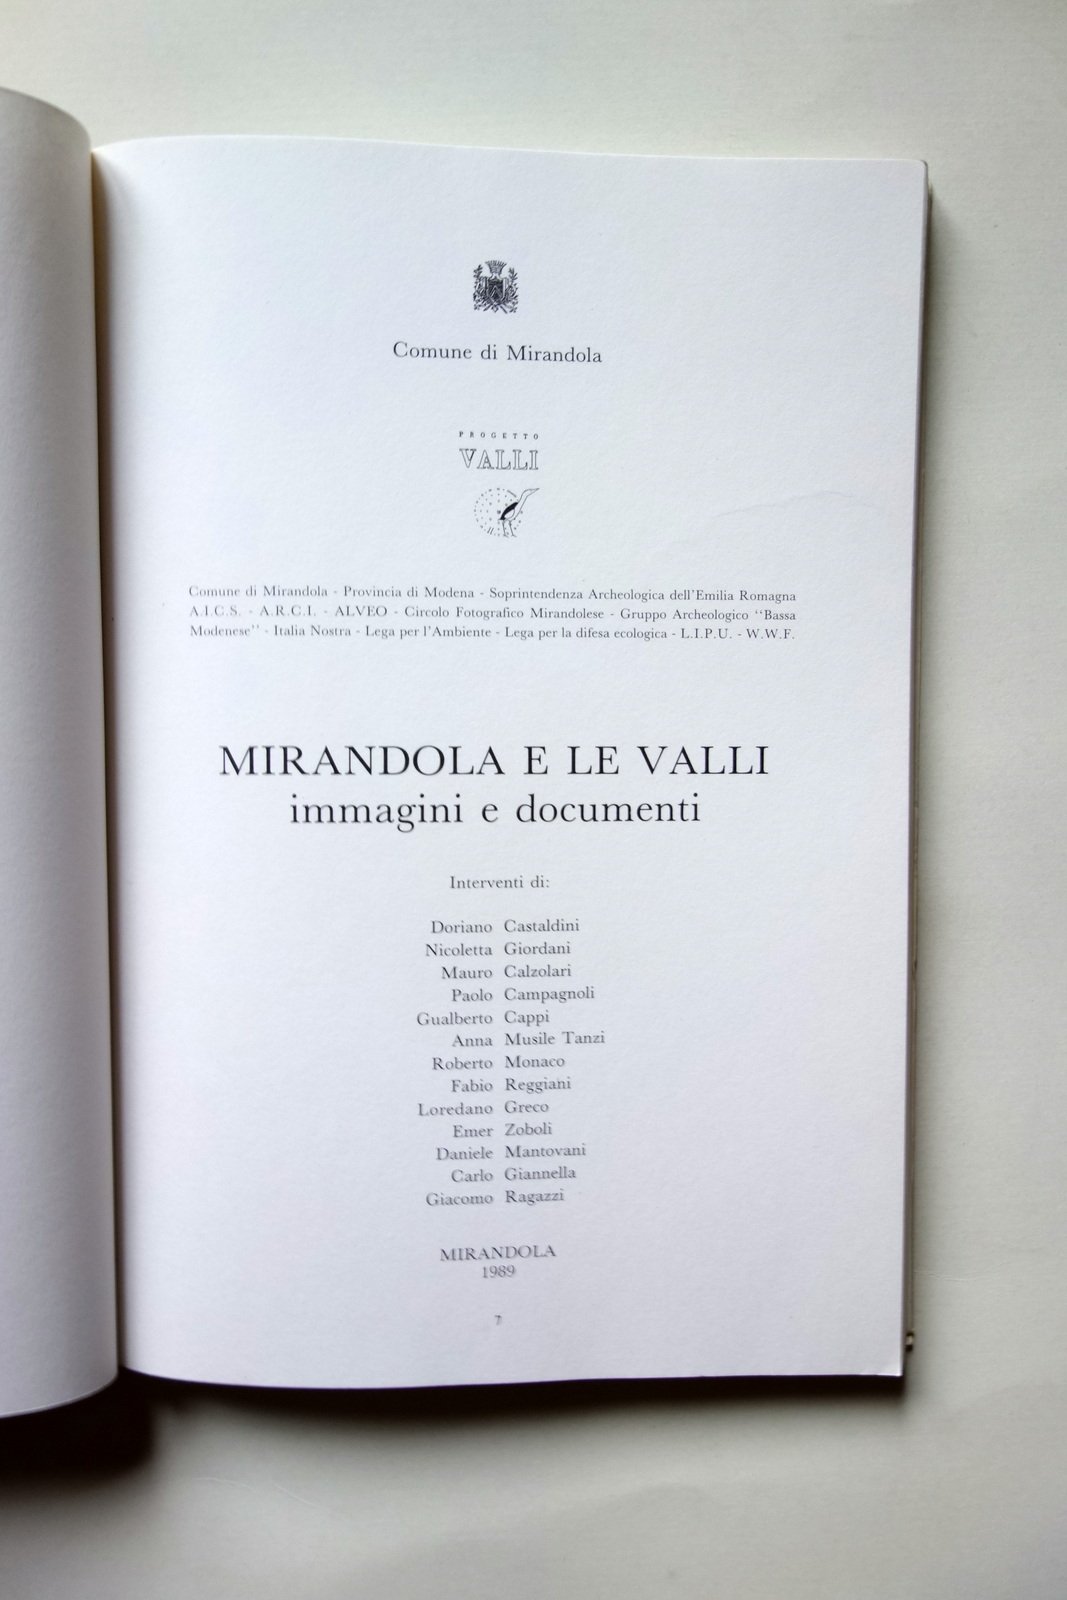 Comune di Mirandola
PROGETTO
VALLI
Comune di Mirandola - Provincia di Modena - Soprintendenza Archeologica dell'Emilia Romagna
A.I.C.S. - A.R.C.I. - ALVEO - Circolo Fotografico Mirandolese - Gruppo Archeologico "Bassa
Modenese" - Italia Nostra - Lega per l'Ambiente - Lega per la difesa ecologica - L.I.P.U. - W.W.F.
MIRANDOLA E LE VALLI
immagini e documenti
Interventi di:
Doriano Castaldini
Nicoletta Giordani
Mauro Calzolari
Paolo Campagnoli
Gualberto Cappi
Anna Musile Tanzi
Roberto Monaco
Fabio Reggiani
Loredano Greco
Emer Zoboli
Daniele Mantovani
Carlo Giannella
Giacomo Ragazzi
MIRANDOLA
1989
7